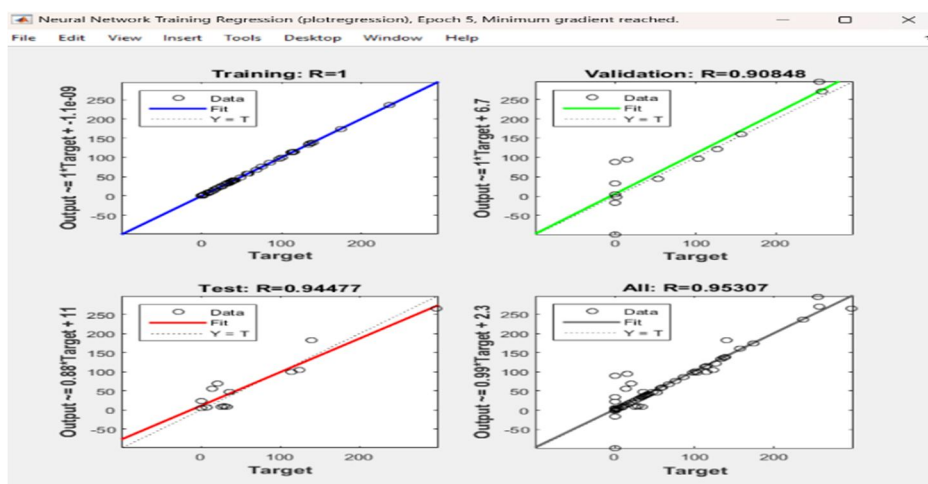 Neural Network Training Regression (plotregression), Epoch 5, Minimum gradient reached.
File Edit View Insert Tools Desktop Window Help
Training: R=1
Output ~= 1*Target + -1.1e-09
250
200
150
100
50
0
-50
Data
Fit
Y = T
0 100 200
Target
Validation: R=0.90848
Output ~= 1*Target + 6.7
250
200
150
100
50
0
-50
Data
Fit
Y = T
0 100 200
Target
Test: R=0.94477
Output ~= 0.88*Target + 11
250
200
150
100
50
0
-50
Data
Fit
Y = T
0 100 200
Target
All: R=0.95307
Output ~= 0.99*Target + 2.3
250
200
150
100
50
0
-50
Data
Fit
Y = T
0 100 200
Target